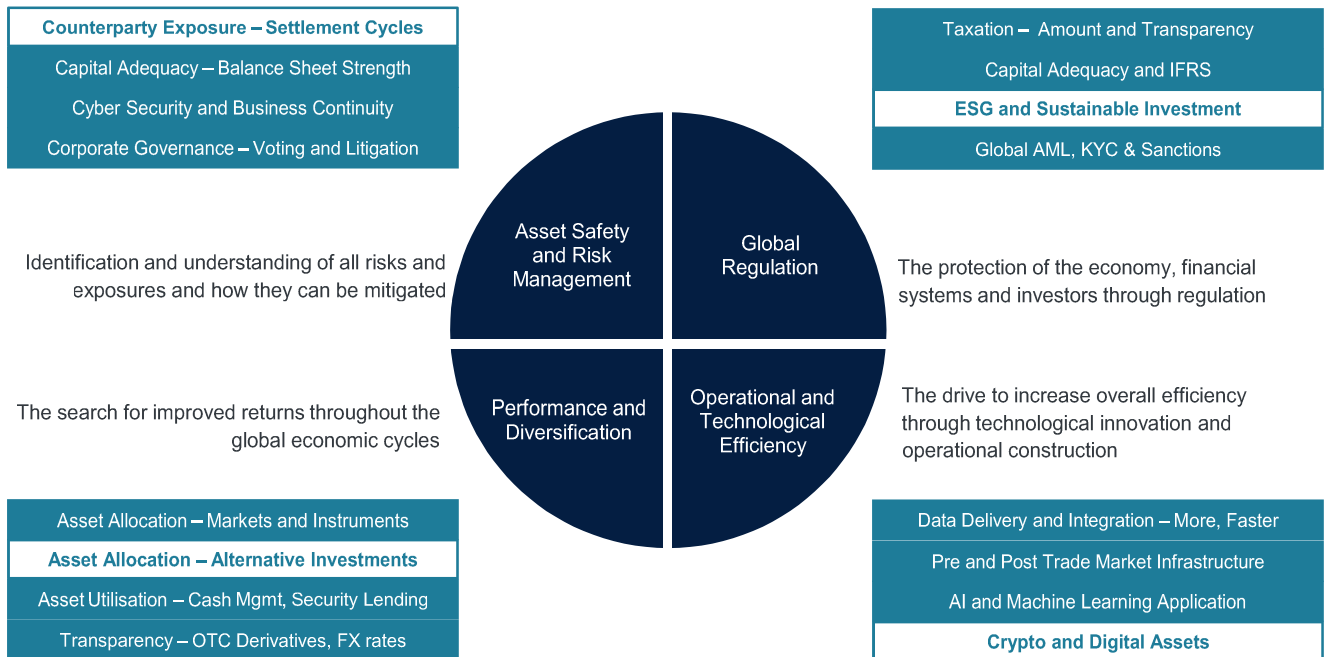 Counterparty Exposure – Settlement Cycles
Capital Adequacy – Balance Sheet Strength
Cyber Security and Business Continuity
Corporate Governance – Voting and Litigation
Taxation – Amount and Transparency
Capital Adequacy and IFRS
ESG and Sustainable Investment
Global AML, KYC & Sanctions
Identification and understanding of all risks and
exposures and how they can be mitigated
Asset Safety
and Risk
Management
Global
Regulation
The protection of the economy, financial
systems and investors through regulation
The search for improved returns throughout the
global economic cycles
Performance and
Diversification
Operational and
Technological
Efficiency
The drive to increase overall efficiency
through technological innovation and
operational construction
Asset Allocation – Markets and Instruments
Asset Allocation – Alternative Investments
Asset Utilisation – Cash Mgmt, Security Lending
Transparency – OTC Derivatives, FX rates
Data Delivery and Integration – More, Faster
Pre and Post Trade Market Infrastructure
AI and Machine Learning Application
Crypto and Digital Assets